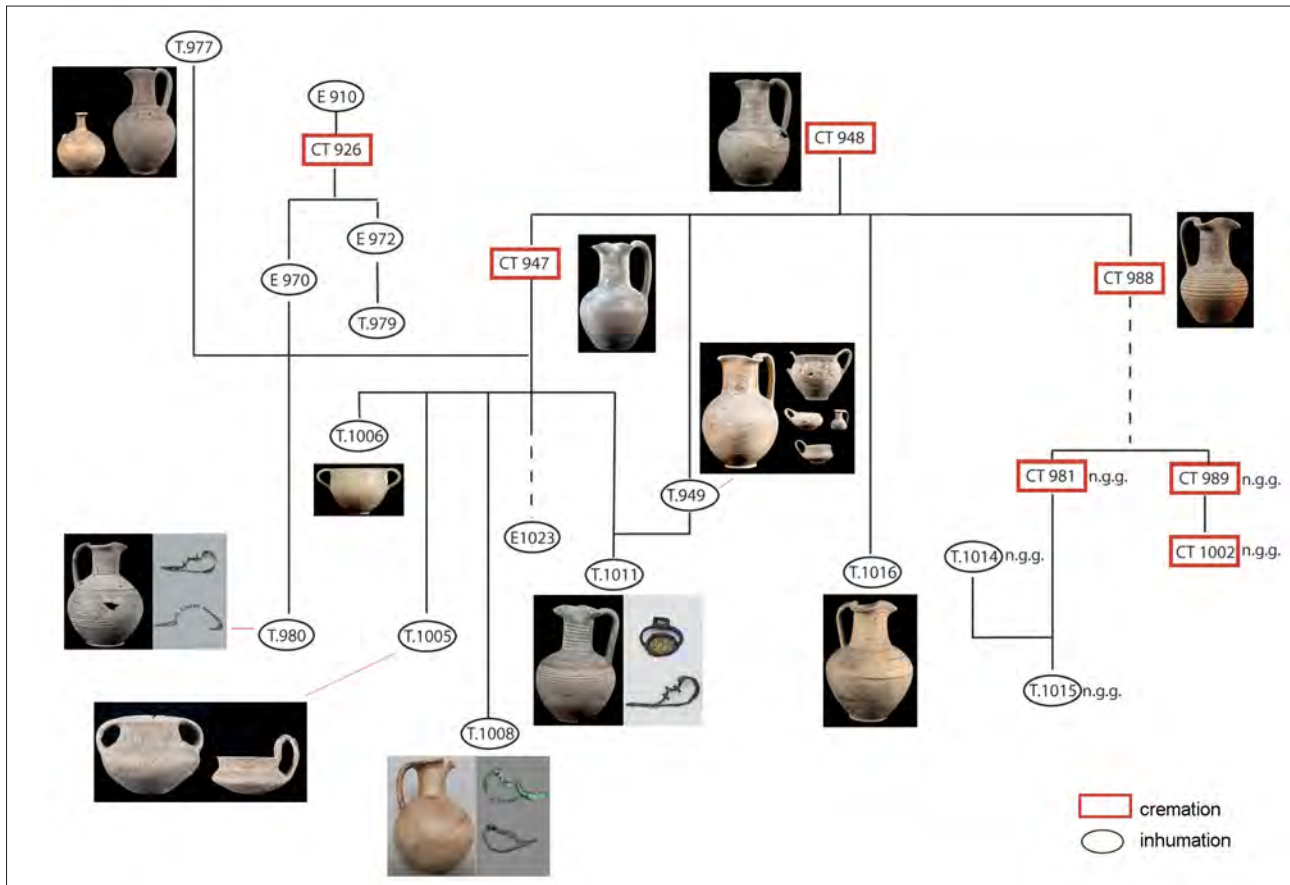 T.977
E 910
CT 926
CT 948
E 972
CT 947
E 970
CT 988
T.979
T.1006
T.949
CT 981 n.g.g.
CT 989 n.g.g.
E1023
CT 1002 n.g.g.
T.1014 n.g.g.
T.1011
T.1016
T.980
T.1005
T.1015 n.g.g.
T.1008
cremation
inhumation